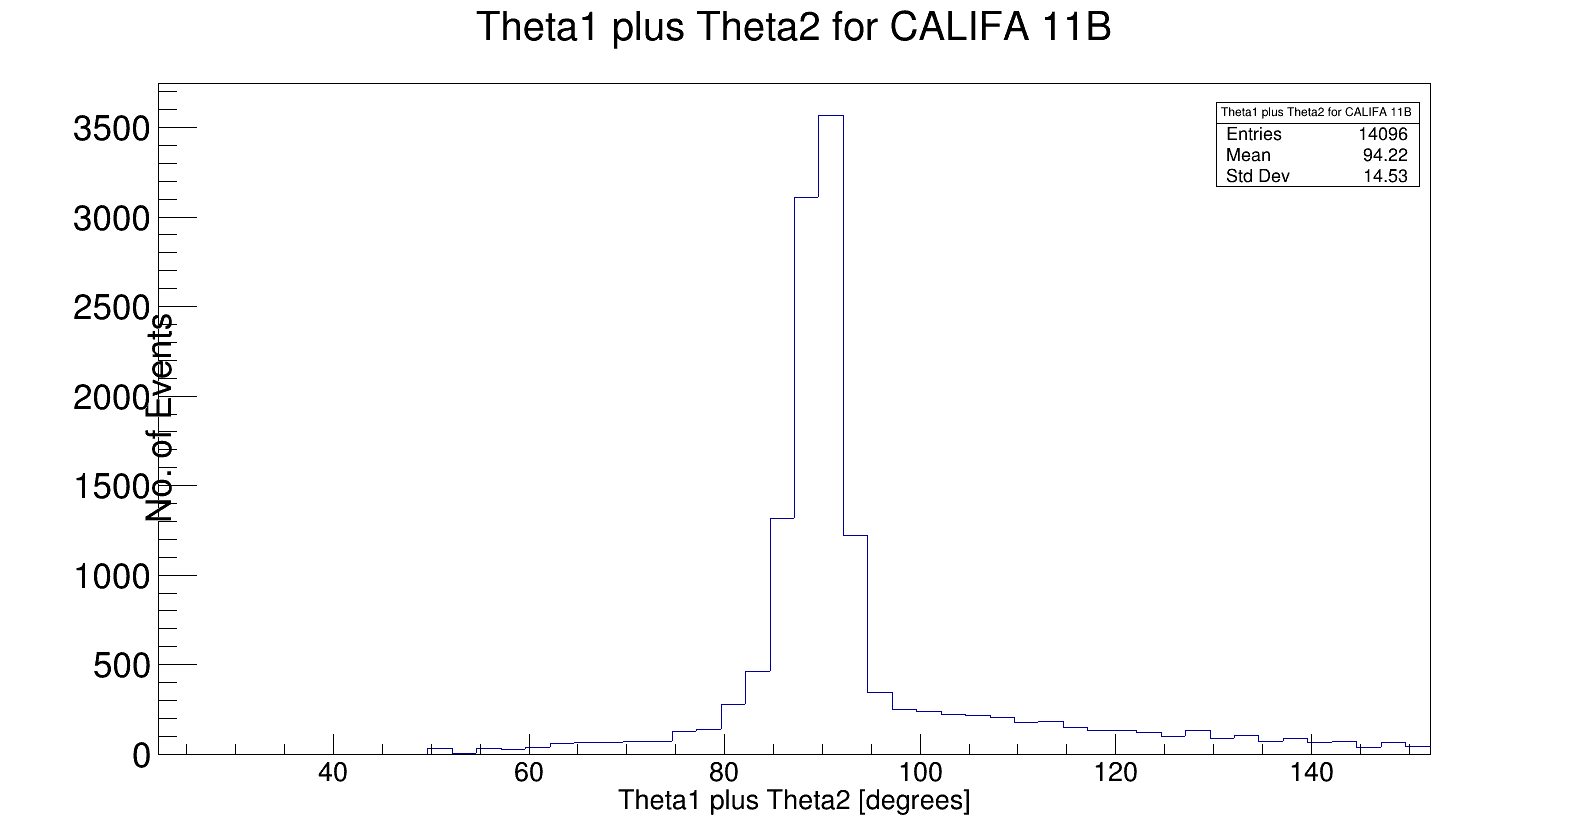 Theta1 plus Theta2 for CALIFA 11B
Theta1 plus Theta2 for CALIFA 11B
Entries 14096
Mean 94.22
Std Dev 14.53
No. of Events
3500
3000
2500
2000
1500
1000
500
0
40 60 80 100 120 140
Theta1 plus Theta2 [degrees]